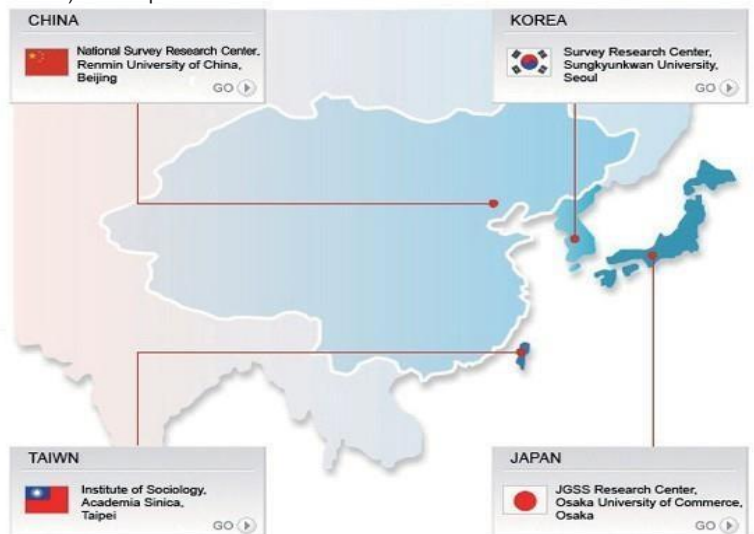 CHINA
National Survey Research Center,
Renmin University of China,
Beijing
GO
KOREA
Survey Research Center,
Sungkyunkwan University,
Seoul
GO
TAIWN
Institute of Sociology,
Academia Sinica,
Taipei
GO
JAPAN
JGSS Research Center,
Osaka University of Commerce,
Osaka
GO